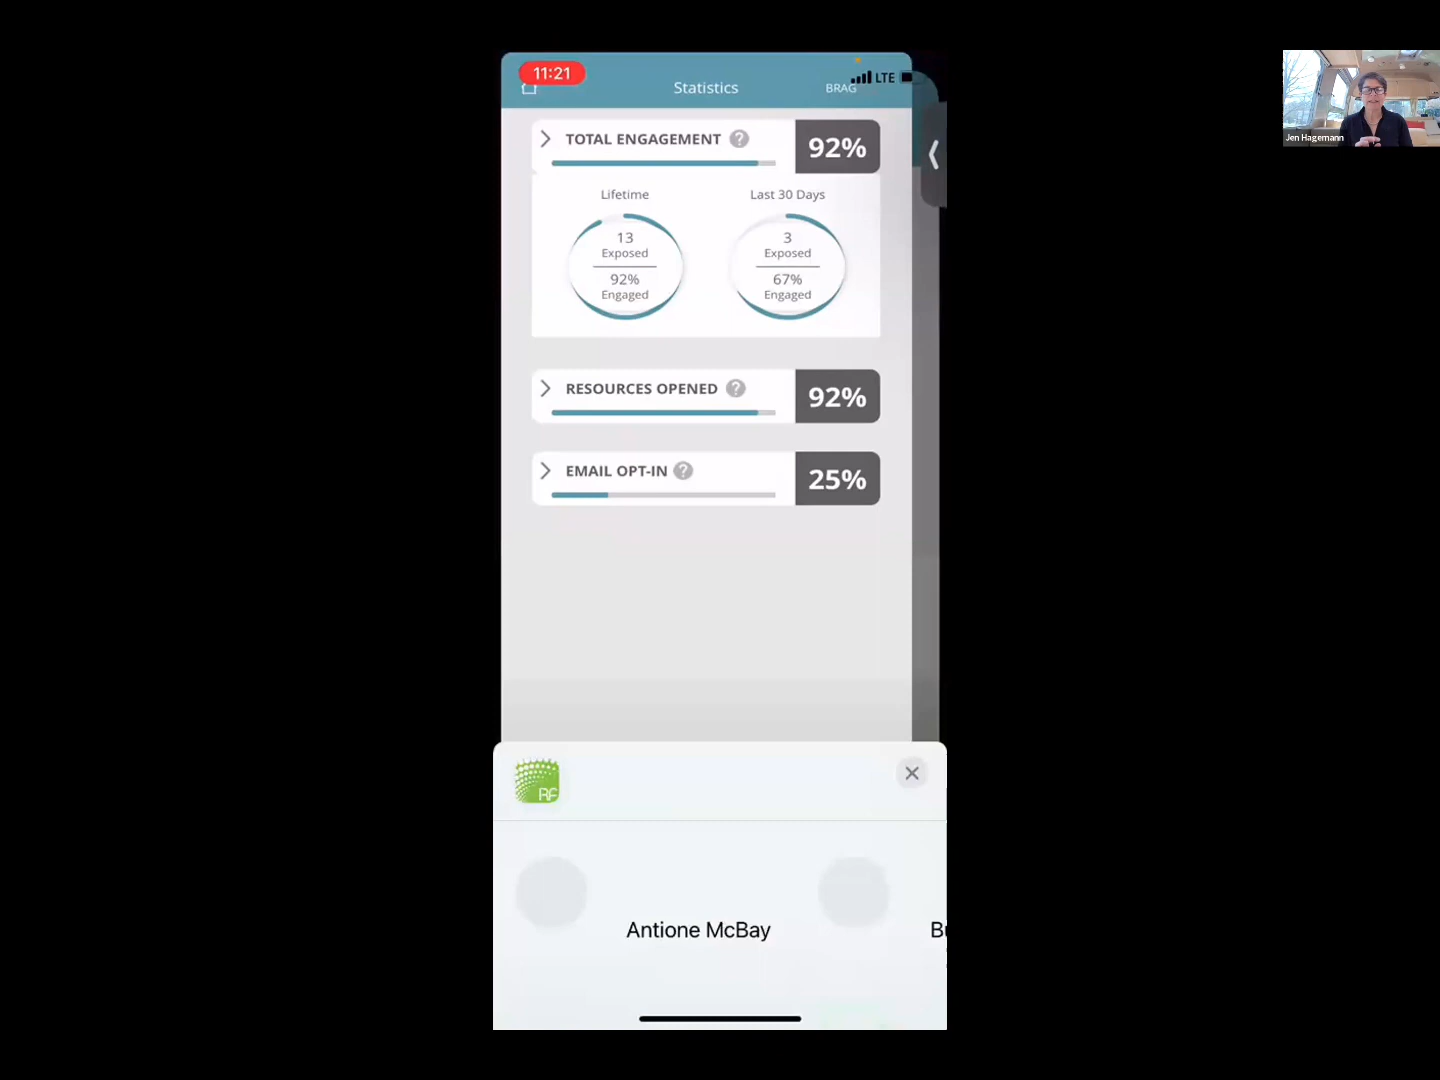 11:21
LTE
Statistics
BRAG
TOTAL ENGAGEMENT ?
92%
Lifetime
Last 30 Days
13
Exposed
92%
Engaged
3
Exposed
67%
Engaged
RESOURCES OPENED ?
92%
EMAIL OPT-IN ?
25%
RF
Antione McBay
Jen Hagemann